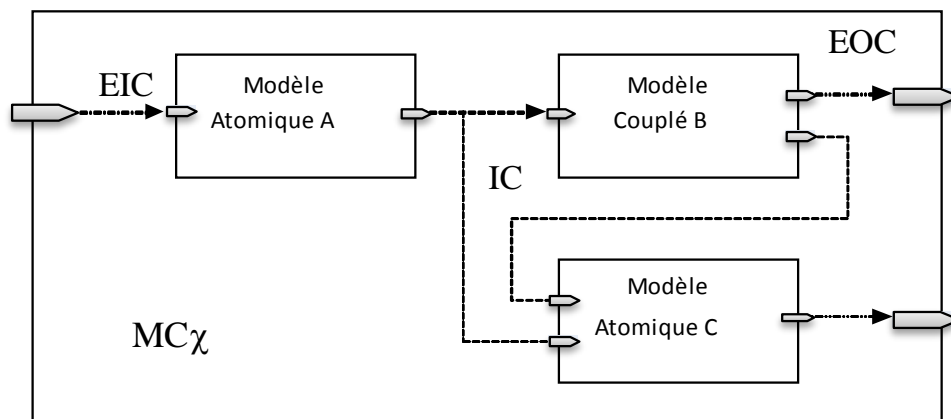 EIC
Modèle
Atomique A
IC
Modèle
Couplé B
EOC
Modèle
Atomique C
MCχ